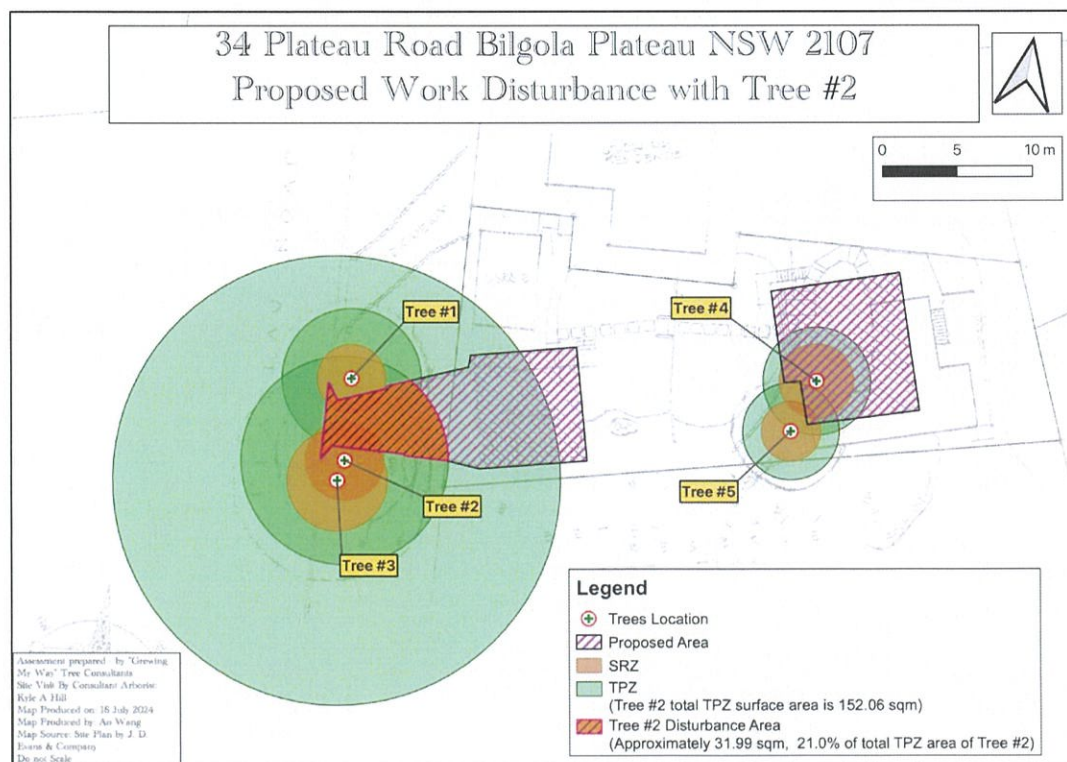 34 Plateau Road Bilgola Plateau NSW 2107
Proposed Work Disturbance with Tree #2
0 5 10 m
Tree #1
Tree #4
Tree #2
Tree #5
Tree #3
Legend
Trees Location
Proposed Area
SRZ
TPZ
(Tree #2 total TPZ surface area is 152.06 sqm)
Tree #2 Disturbance Area
(Approximately 31.99 sqm, 21.0% of total TPZ area of Tree #2)
Assessment prepared by "Growing
My Way" Tree Consultants
Site Visit By Consultant Arborist
Kyle A Hill
Map Produced on: 16 July 2024
Map Produced by: Ao Wang
Map Source: Site Plan by J. D.
Evans & Company
Do not Scale